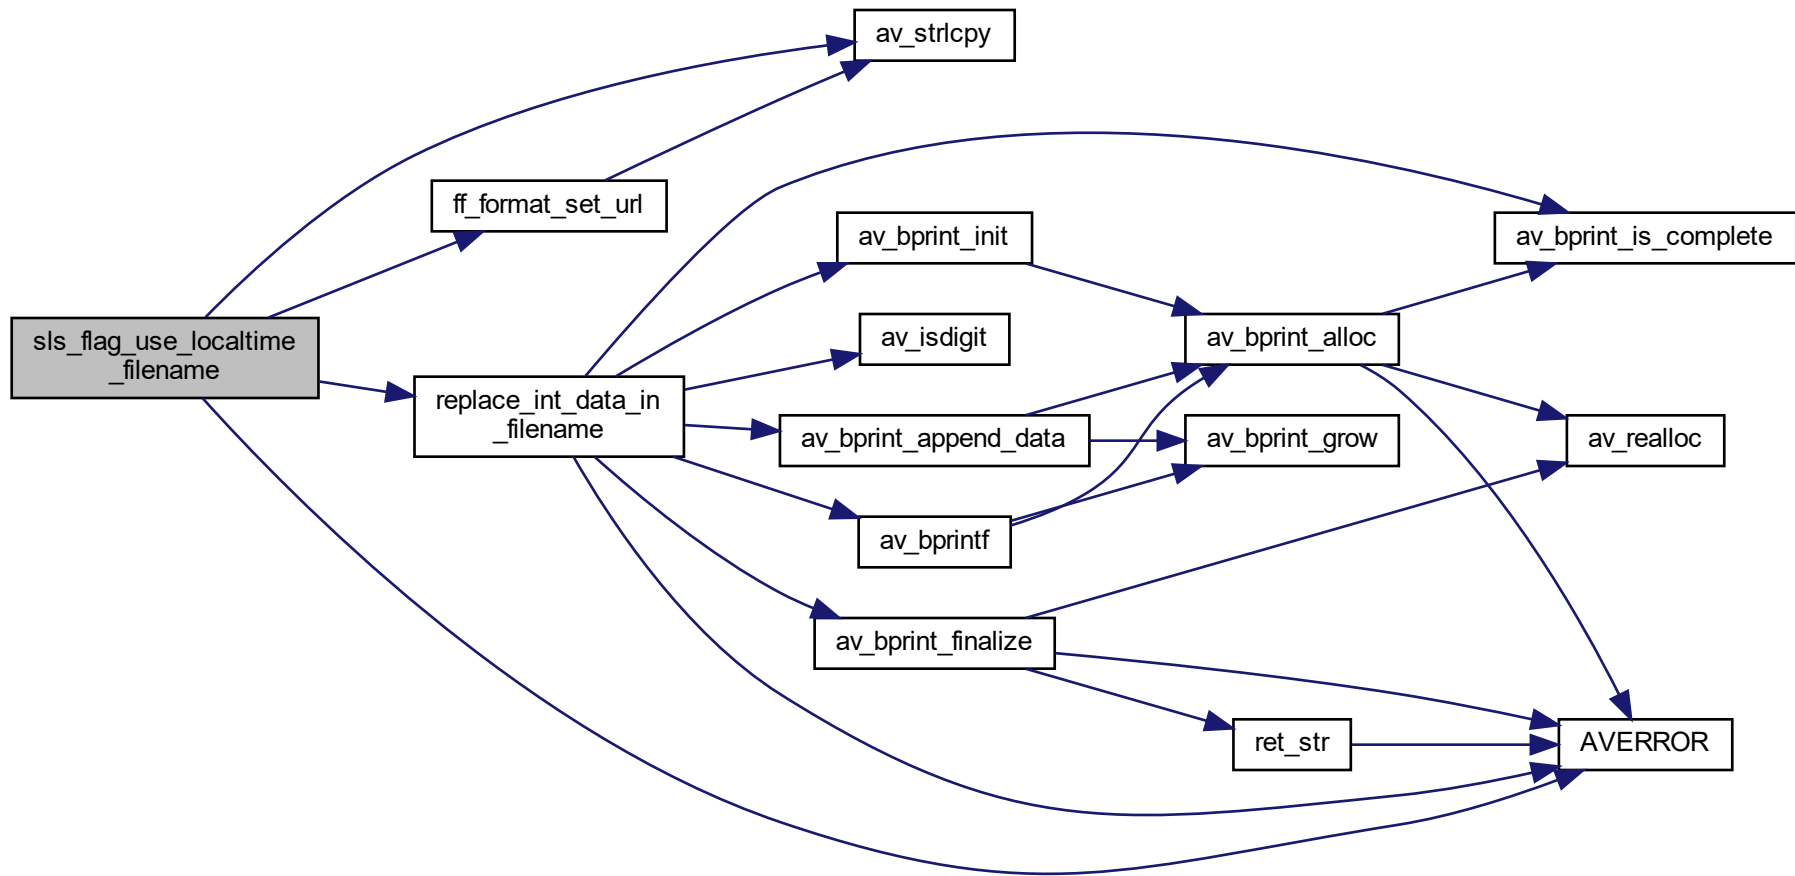 av_strlcpy
ff_format_set_url
av_bprint_init
av_bprint_is_complete
sls_flag_use_localtime
_filename
av_isdigit
av_bprint_alloc
replace_int_data_in
_filename
av_bprint_append_data
av_bprint_grow
av_realloc
av_bprintf
av_bprint_finalize
ret_str
AVERROR